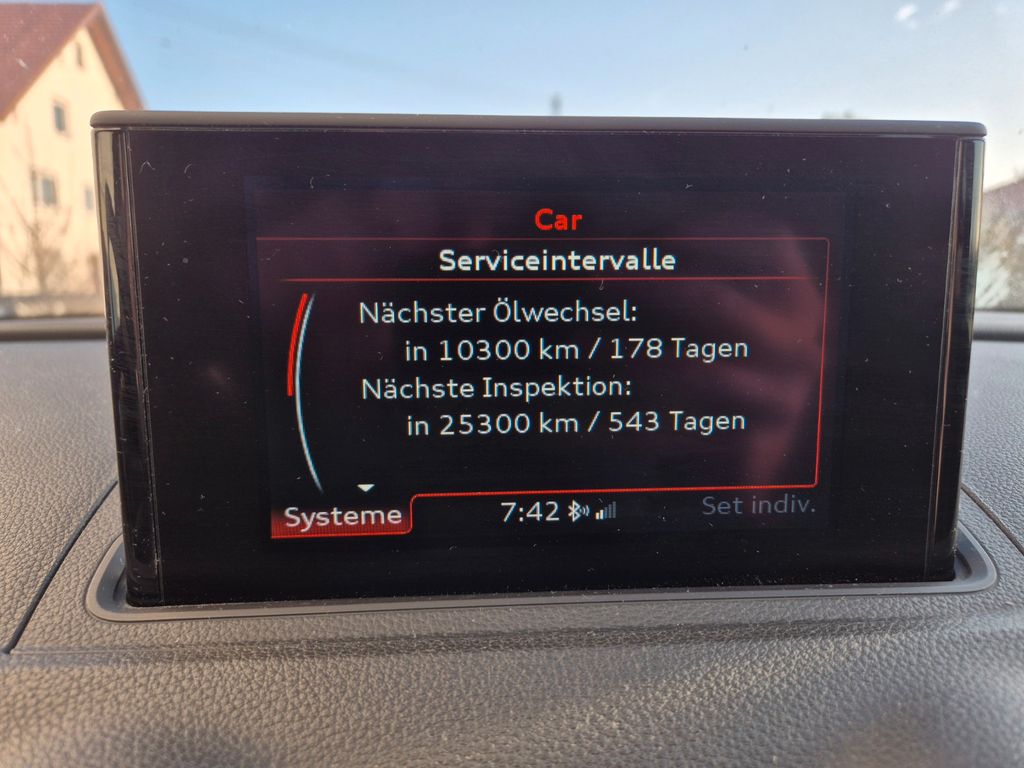 Car
Serviceintervalle
Nächster Ölwechsel:
in 10300 km / 178 Tagen
Nächste Inspektion:
in 25300 km / 543 Tagen
Systeme
7:42
Set indiv.